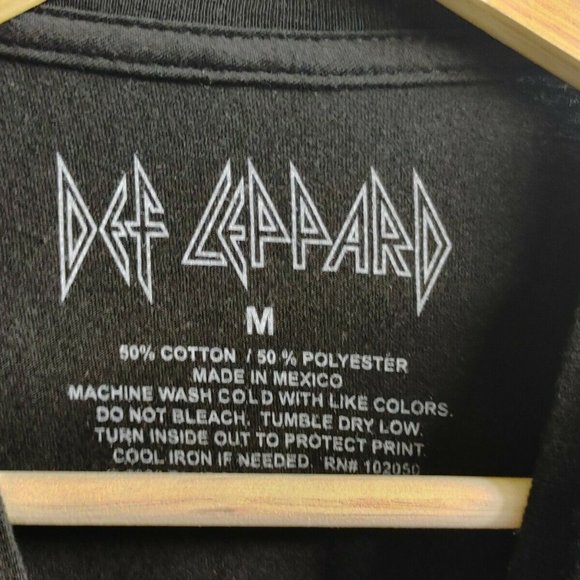 DEF LEPPARD
M
50% COTTON / 50 % POLYESTER
MADE IN MEXICO
MACHINE WASH COLD WITH LIKE COLORS.
DO NOT BLEACH. TUMBLE DRY LOW.
TURN INSIDE OUT TO PROTECT PRINT.
COOL IRON IF NEEDED. RN# 102050